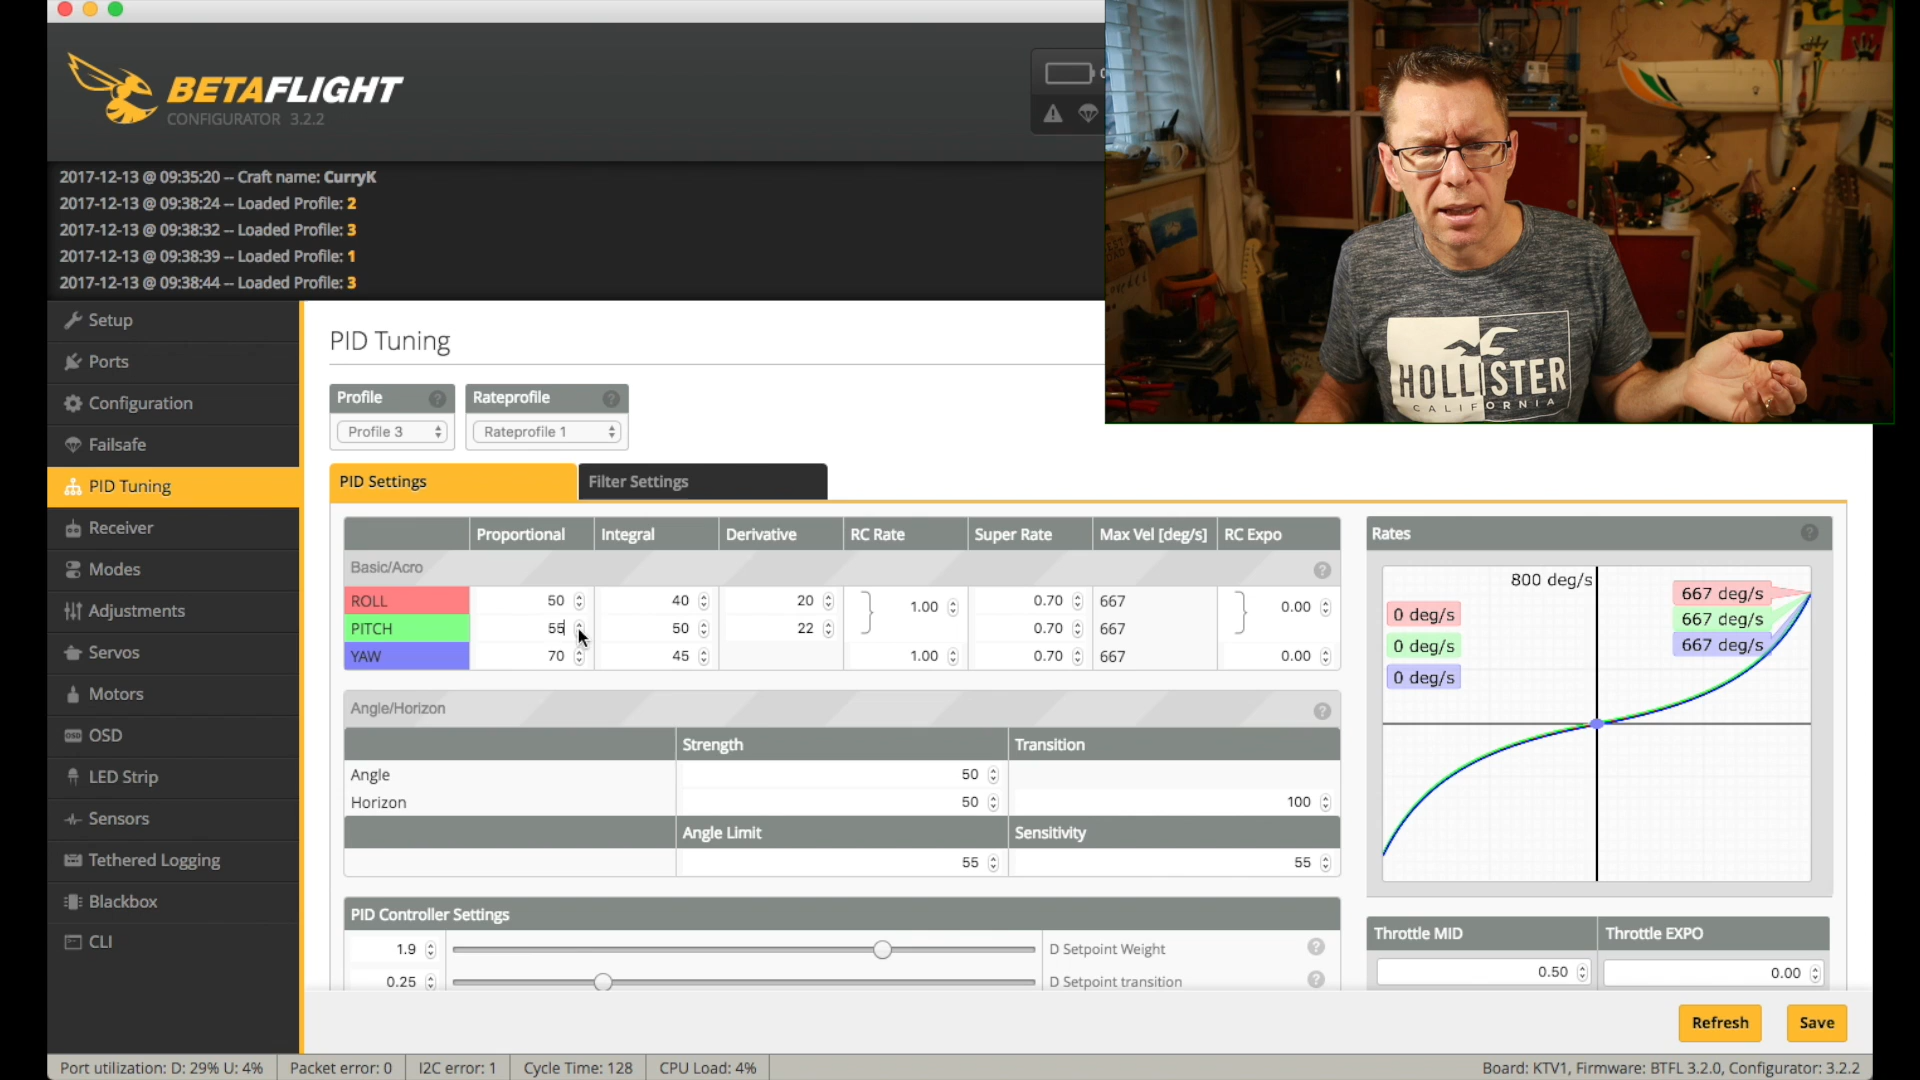 BETAFLIGHT
CONFIGURATOR 3.2.2
2017-12-13 @ 09:35:20 -- Craft name: CurryK
2017-12-13 @ 09:38:24 -- Loaded Profile: 2
2017-12-13 @ 09:38:32 -- Loaded Profile: 3
2017-12-13 @ 09:38:39 -- Loaded Profile: 1
2017-12-13 @ 09:38:44 -- Loaded Profile: 3
HOLLISTER
CALIFORNIA
Setup
Ports
Configuration
Failsafe
PID Tuning
Receiver
Modes
Adjustments
Servos
Motors
OSD
LED Strip
Sensors
Tethered Logging
Blackbox
CLI
PID Tuning
Profile Rateprofile
Profile 3 Rateprofile 1
PID Settings Filter Settings
Proportional Integral Derivative RC Rate Super Rate Max Vel [deg/s] RC Expo
Basic/Acro
ROLL 50 40 20 1.00 0.70 667 0.00
PITCH 55 50 22 0.70 667
YAW 70 45 1.00 0.70 667 0.00
Angle/Horizon
Strength Transition
Angle 50
Horizon 50 100
Angle Limit Sensitivity
55 55
PID Controller Settings
1.9 D Setpoint Weight
0.25 D Setpoint transition
Rates
800 deg/s
667 deg/s
667 deg/s
667 deg/s
0 deg/s
0 deg/s
0 deg/s
Throttle MID Throttle EXPO
0.50 0.00
Refresh Save
Port utilization: D: 29% U: 4% Packet error: 0 I2C error: 1 Cycle Time: 128 CPU Load: 4% Board: KTV1, Firmware: BTFL 3.2.0, Configurator: 3.2.2